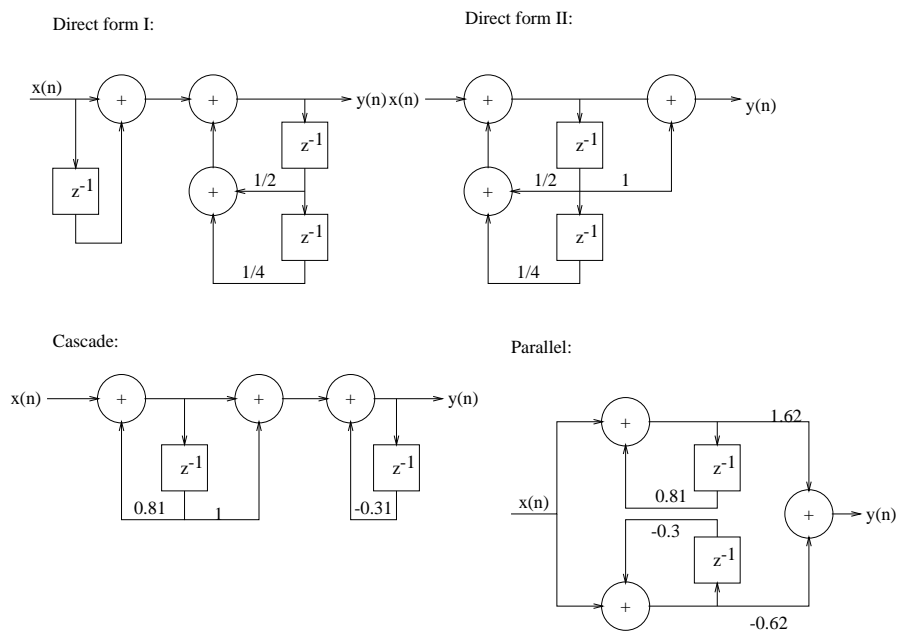 Direct form I:
Direct form II:
x(n)
+
+
y(n)
x(n)
+
+
y(n)
z-1
z-1
z-1
+
1/2
+
1/2
1
z-1
z-1
1/4
1/4
Cascade:
Parallel:
x(n)
+
+
+
y(n)
z-1
z-1
0.81
1
-0.31
+
1.62
z-1
0.81
x(n)
+
y(n)
-0.3
z-1
+
-0.62